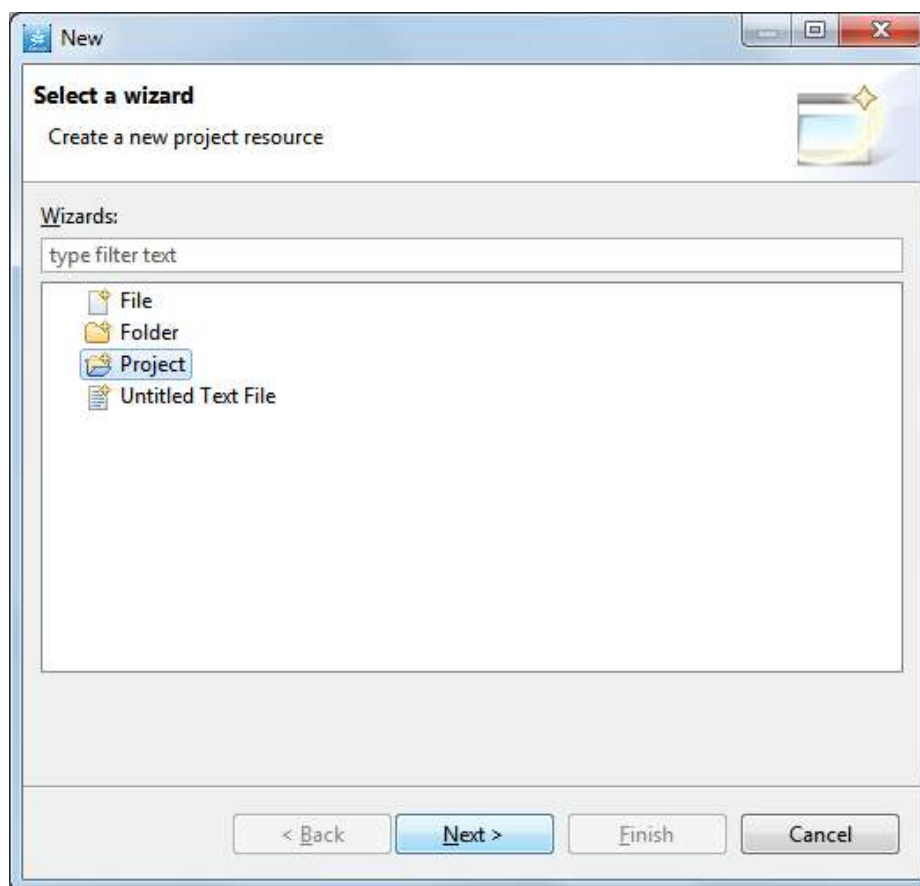 New
Select a wizard
Create a new project resource
Wizards:
type filter text
File
Folder
Project
Untitled Text File
< Back Next > Finish Cancel